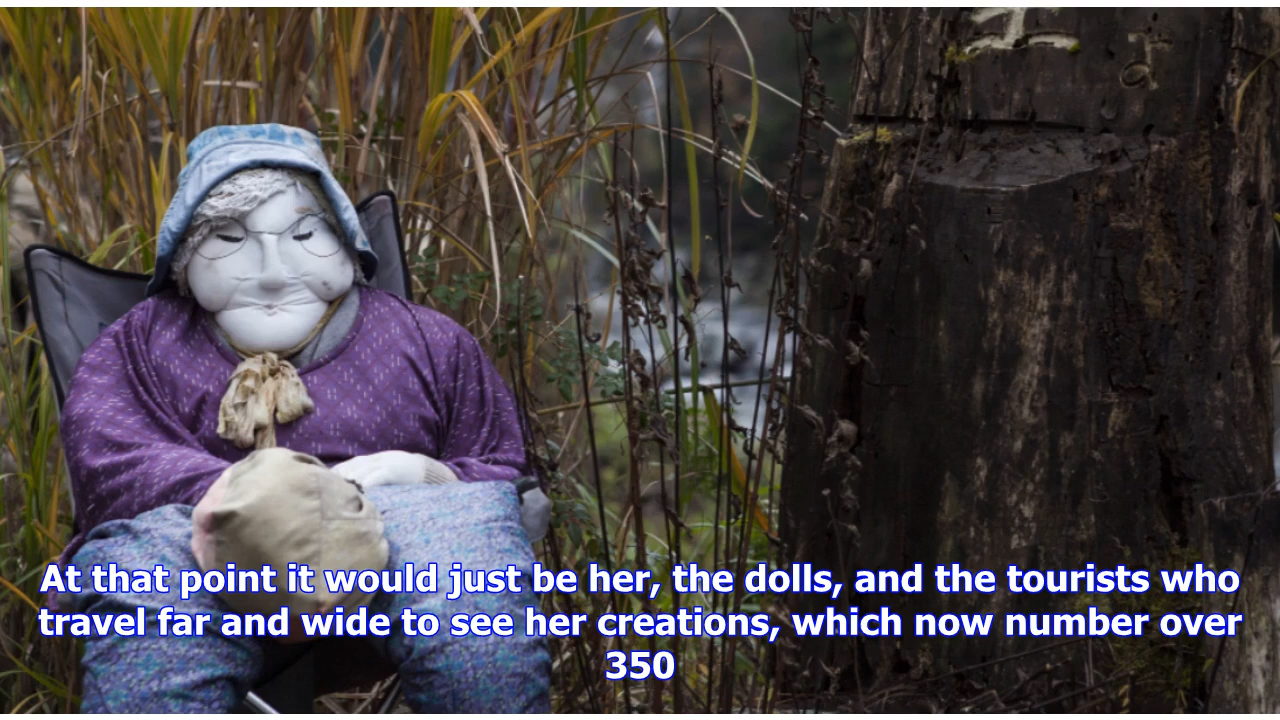 At that point it would just be her, the dolls, and the tourists who
travel far and wide to see her creations, which now number over
350